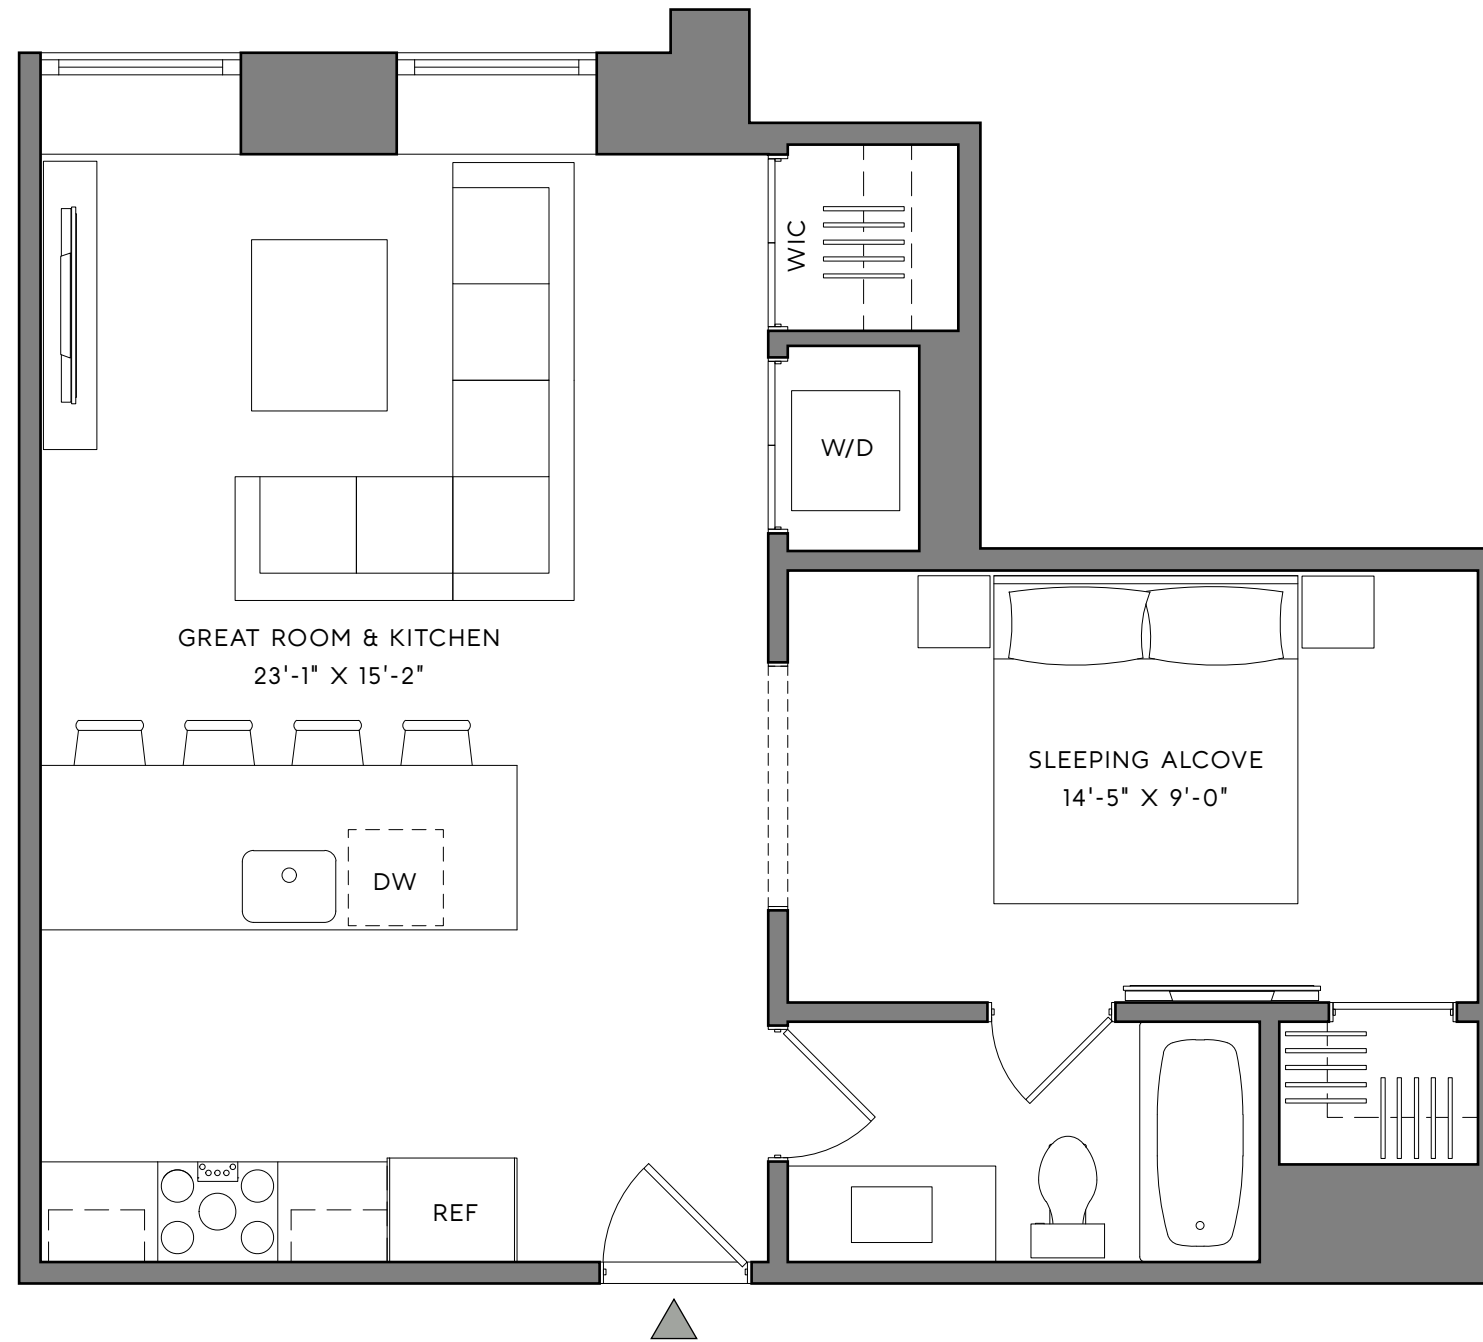 WIC
W/D
GREAT ROOM & KITCHEN
23'-1" X 15'-2"
SLEEPING ALCOVE
14'-5" X 9'-0"
DW
REF